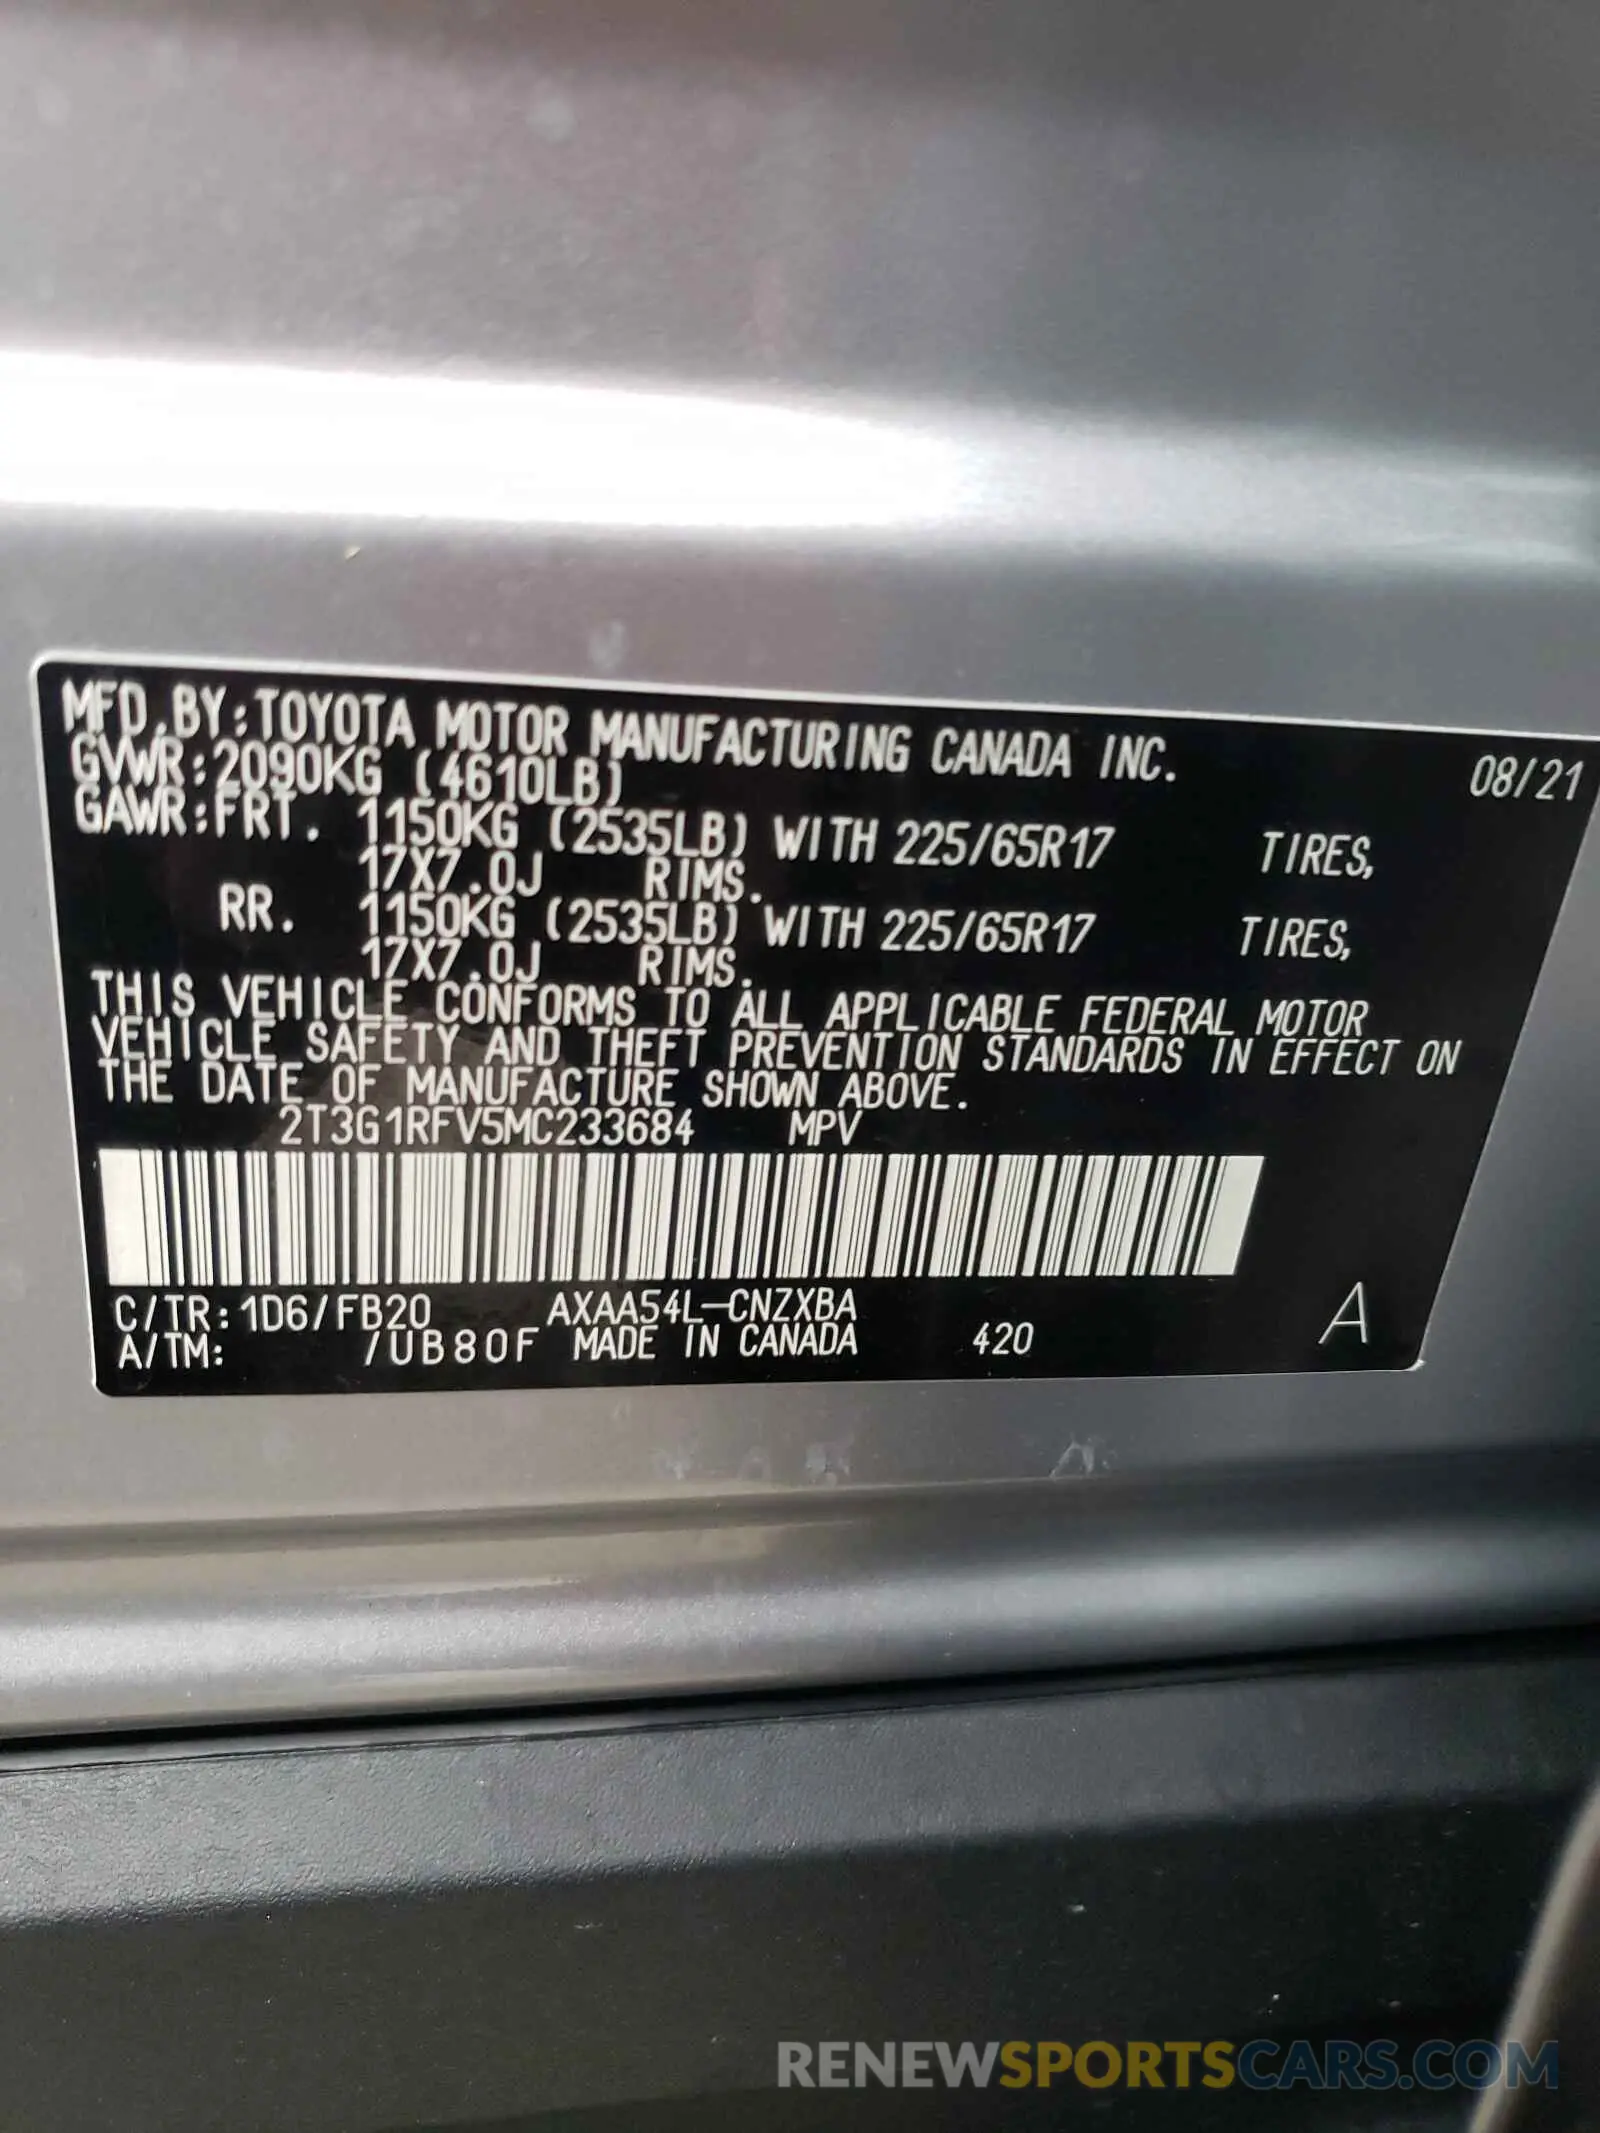 MFD.BY:TOYOTA MOTOR MANUFACTURING CANADA INC. 08/21
GVWR:2090KG (4610LB)
GAWR:FRT. 1150KG (2535LB) WITH 225/65R17 TIRES,
17X7.0J RIMS.
RR. 1150KG (2535LB) WITH 225/65R17 TIRES,
17X7.0J RIMS.
THIS VEHICLE CONFORMS TO ALL APPLICABLE FEDERAL MOTOR
VEHICLE SAFETY AND THEFT PREVENTION STANDARDS IN EFFECT ON
THE DATE OF MANUFACTURE SHOWN ABOVE.
2T3G1RFV5MC233684 MPV
C/TR:1D6/FB20 AXAA54L-CNZXBA
A/TM: /UB80F MADE IN CANADA 420 A
RENEWSPORTSCARS.COM